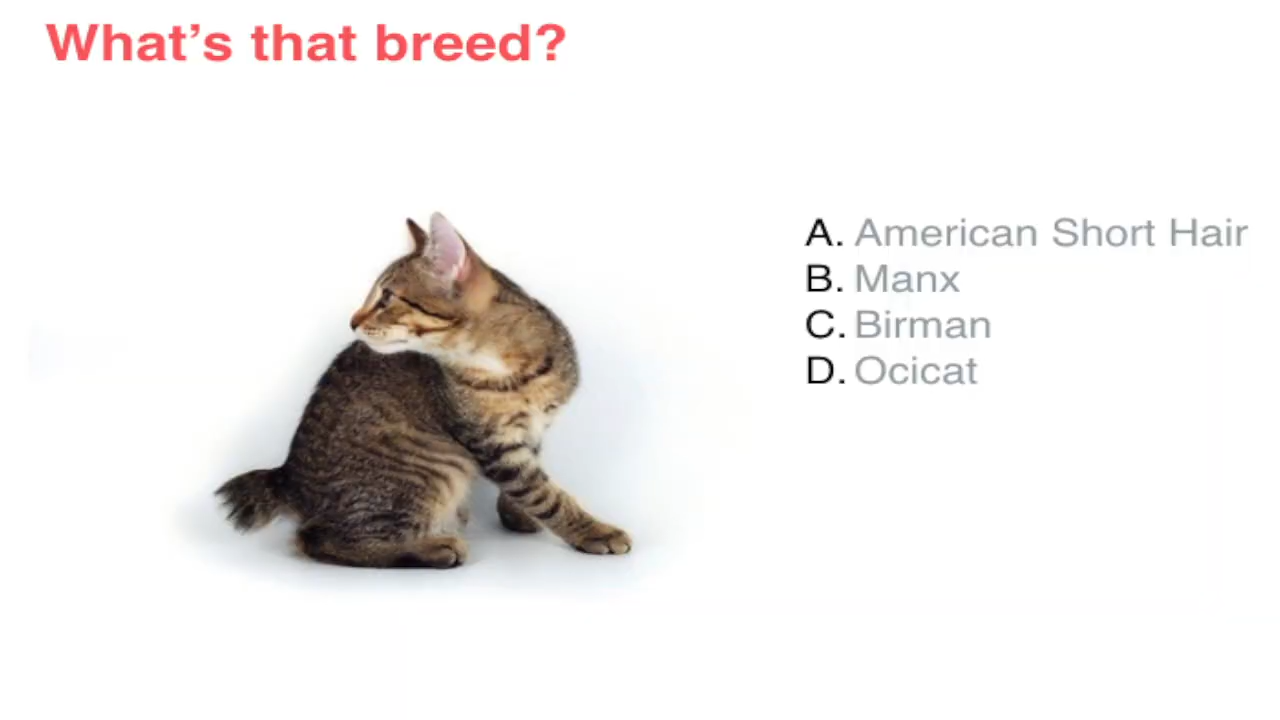 What’s that breed?
A. American Short Hair
B. Manx
C. Birman
D. Ocicat